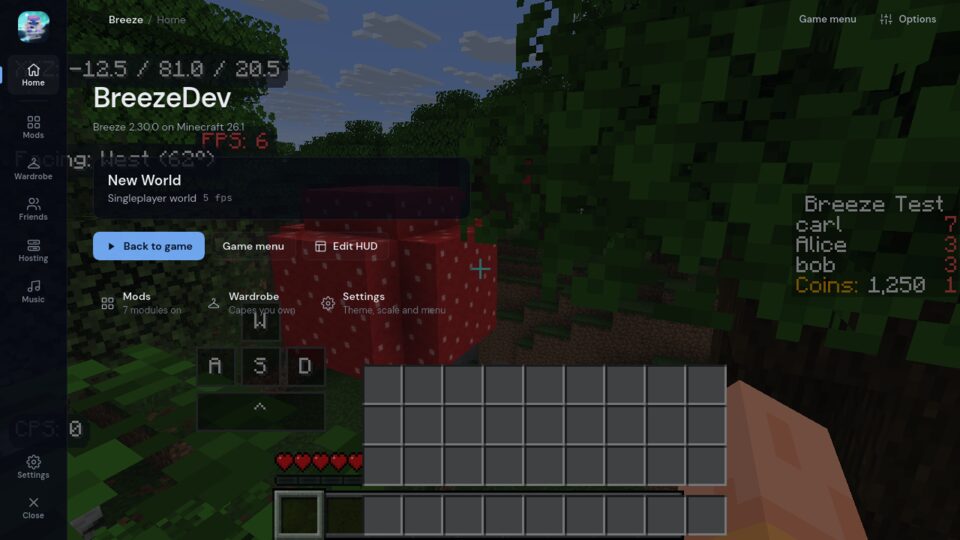 Breeze / Home
Game menu
Options
Home
Mods
Wardrobe
Friends
Hosting
Music
Settings
Close
-12.5 / 81.0 / 20.5
BreezeDev
Breeze 2.30.0 on Minecraft 26.1
FPS: 6
Facing: West (62°)
New World
Singleplayer world 5 fps
Back to game
Game menu
Edit HUD
Mods
7 modules on
Wardrobe
Capes you own
Settings
Theme, scale and menu
W
A S D
^
CPS: 0
Breeze Test
carl 7
Alice 3
bob 3
Coins: 1,250 1